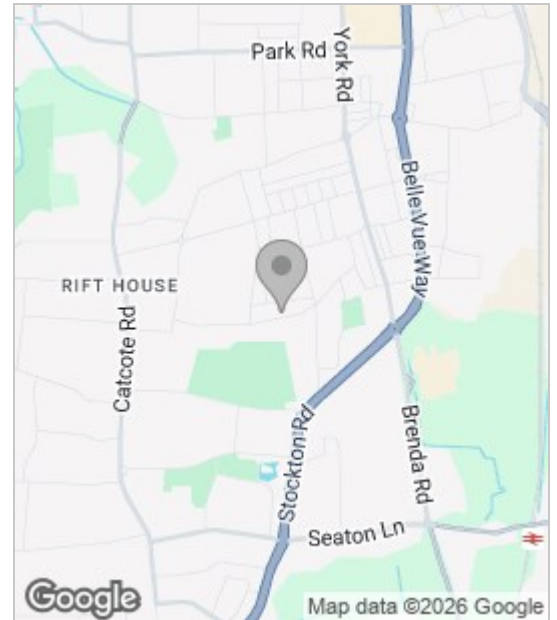 Park Rd
York Rd
Belle Vue Way
RIFT HOUSE
Catcote Rd
Stockton Rd
Brenda Rd
Seaton Ln
Google
Map data ©2026 Google